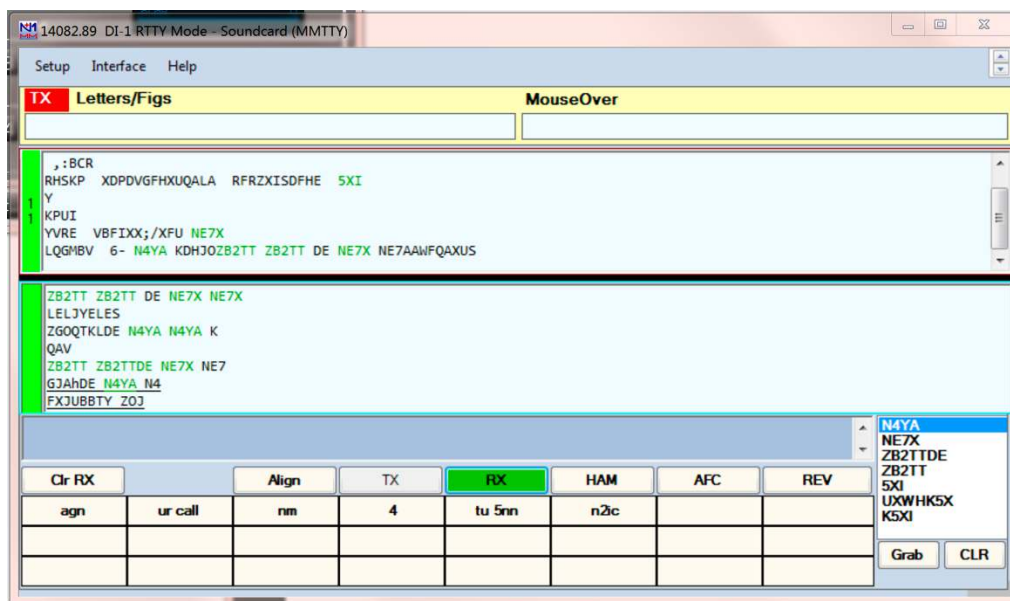 14082.89 DI-1 RTTY Mode - Soundcard (MMTTY)
Setup Interface Help
TX Letters/Figs MouseOver
,:BCR
RHSKP XDPDVGFHXUQALA RFRZXISDFHE 5XI
Y
KPUI
YVRE VBFIXX;/XFU NE7X
LQGMBV 6- N4YA KDHJOZB2TT ZB2TT DE NE7X NE7AAWFQAXUS
1
1
ZB2TT ZB2TT DE NE7X NE7X
LELJYELES
ZGOQTKLDE N4YA N4YA K
QAV
ZB2TT ZB2TTDE NE7X NE7
GJAhDE N4YA N4
FXJUBBTY ZOJ
N4YA
NE7X
ZB2TTDE
ZB2TT
5XI
UXWHK5X
K5XI
Clr RX Align TX RX HAM AFC REV
agn ur call nm 4 tu 5nn n2ic
Grab CLR